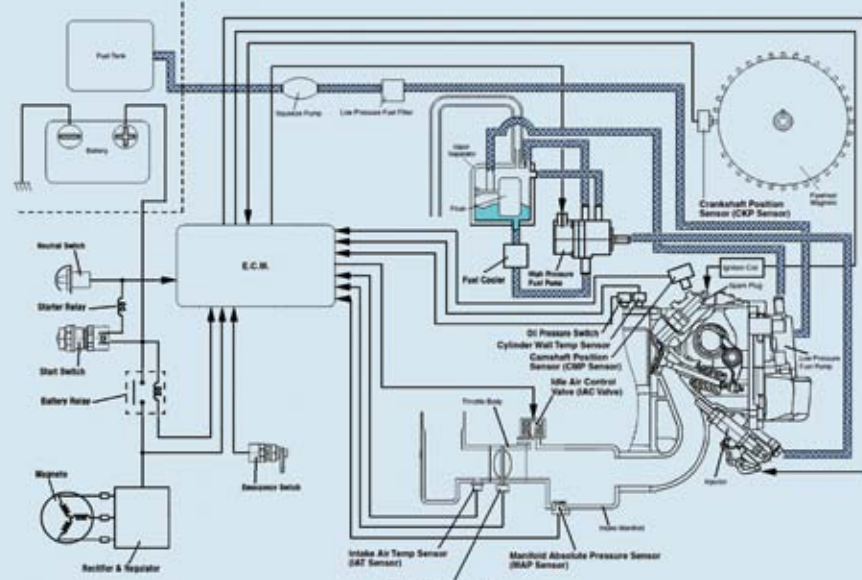 Fuel Tank
Battery
Squeeze Pump
Low Pressure Fuel Filter
Vapor
Separator
Float
Fuel Cooler
High Pressure
Fuel Pump
Flywheel
Magneto
Crankshaft Position
Sensor (CKP Sensor)
Neutral Switch
E.C.M.
Ignition Coil
Spark Plug
Starter Relay
Start Switch
Oil Pressure Switch
Cylinder Wall Temp Sensor
Camshaft Position
Sensor (CMP Sensor)
Low Pressure
Fuel Pump
Battery Relay
Idle Air Control
Valve (IAC Valve)
Throttle Body
Magneto
Emergency Switch
Injector
Intake Manifold
Rectifier & Regulator
Intake Air Temp Sensor
(IAT Sensor)
Manifold Absolute Pressure Sensor
(MAP Sensor)